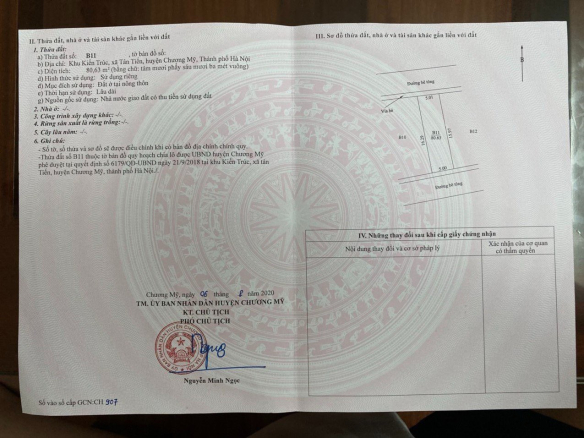 II. Thửa đất, nhà ở và tài sản khác gắn liền với đất
1. Thửa đất:
a) Thửa đất số: B11 , tờ bản đồ số:
b) Địa chỉ: Khu Kiến Trúc, xã Tân Tiến, huyện Chương Mỹ, Thành phố Hà Nội
c) Diện tích: 80,63 m² (bằng chữ: tám mươi phẩy sáu mươi ba mét vuông)
d) Hình thức sử dụng: Sử dụng riêng
đ) Mục đích sử dụng: Đất ở tại nông thôn
e) Thời hạn sử dụng: Lâu dài
g) Nguồn gốc sử dụng: Nhà nước giao đất có thu tiền sử dụng đất
2. Nhà ở: -/-.
3. Công trình xây dựng khác: -/-.
4. Rừng sản xuất là rừng trồng: -/-.
5. Cây lâu năm: -/-.
6. Ghi chú:
- Số tờ, số thửa và sơ đồ sẽ được điều chỉnh khi có bản đồ địa chính chính quy.
-Thửa đất số B11 thuộc tờ bản đồ quy hoạch chia lô được UBND huyện Chương Mỹ
phê duyệt tại quyết định số 6179/QĐ-UBND ngày 21/9/2018 tại khu Kiến Trúc, xã tân
Tiến, huyện Chương Mỹ, thành phố Hà Nội./.
Chương Mỹ, ngày 06 tháng 8 năm 2020
TM. ỦY BAN NHÂN DÂN HUYỆN CHƯƠNG MỸ
KT. CHỦ TỊCH
PHÓ CHỦ TỊCH
Nguyễn Minh Ngọc
Số vào sổ cấp GCN:CH 907
III. Sơ đồ thửa đất, nhà ở và tài sản khác gắn liền với đất
B
Đường bê tông
5.01
Vỉa hè
B10
B11
80.63
B12
5.00
Đường bê tông
IV. Những thay đổi sau khi cấp giấy chứng nhận
Nội dung thay đổi và cơ sở pháp lý
Xác nhận của cơ quan
có thẩm quyền